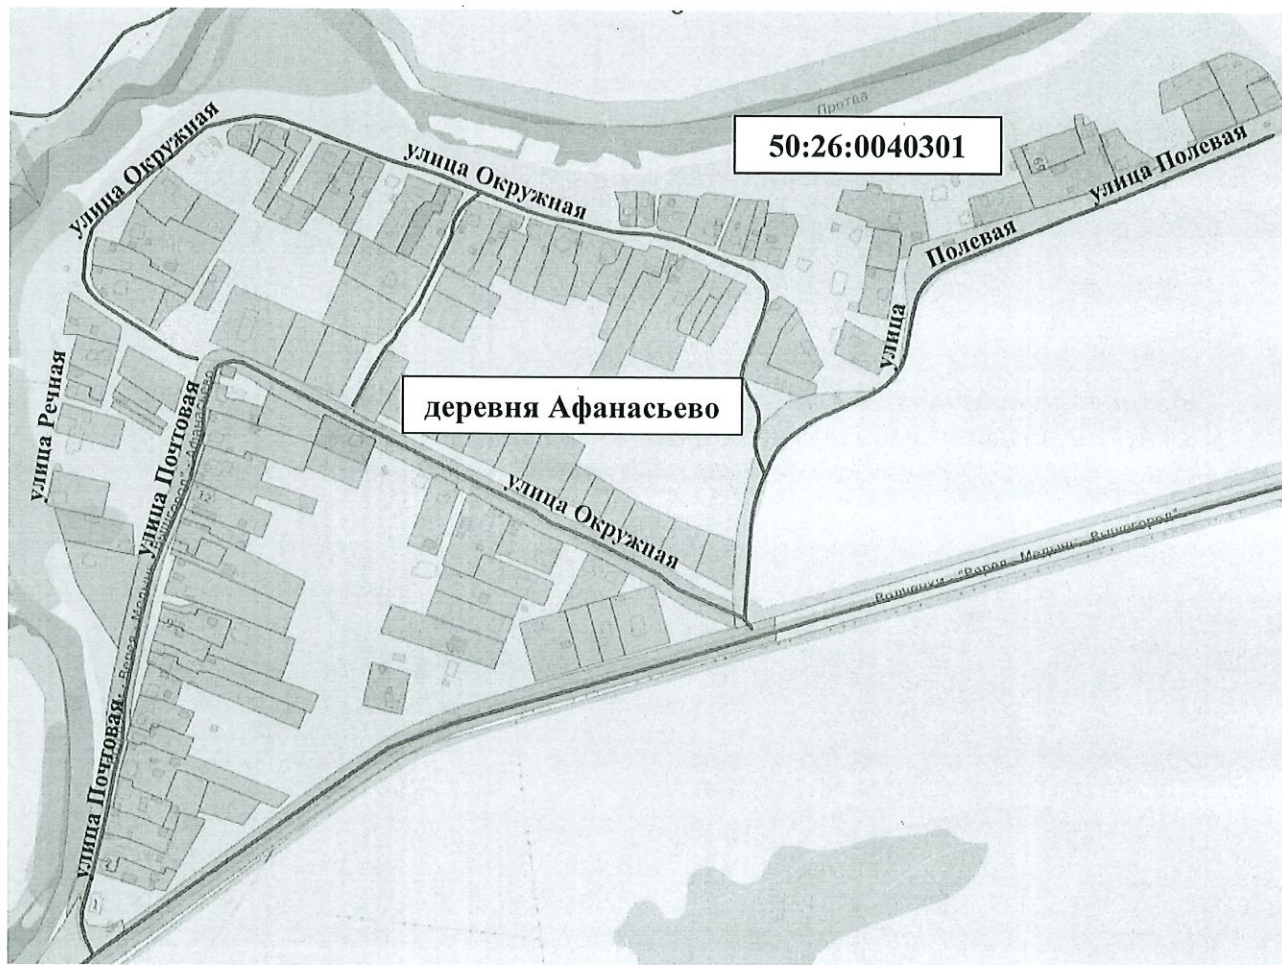 Протва
50:26:0040301
улица Окружная
улица Окружная
улица Полевая
улица
Полевая
деревня Афанасьево
улица Речная
улица Почтовая
улица Окружная
улица Почтовая
12